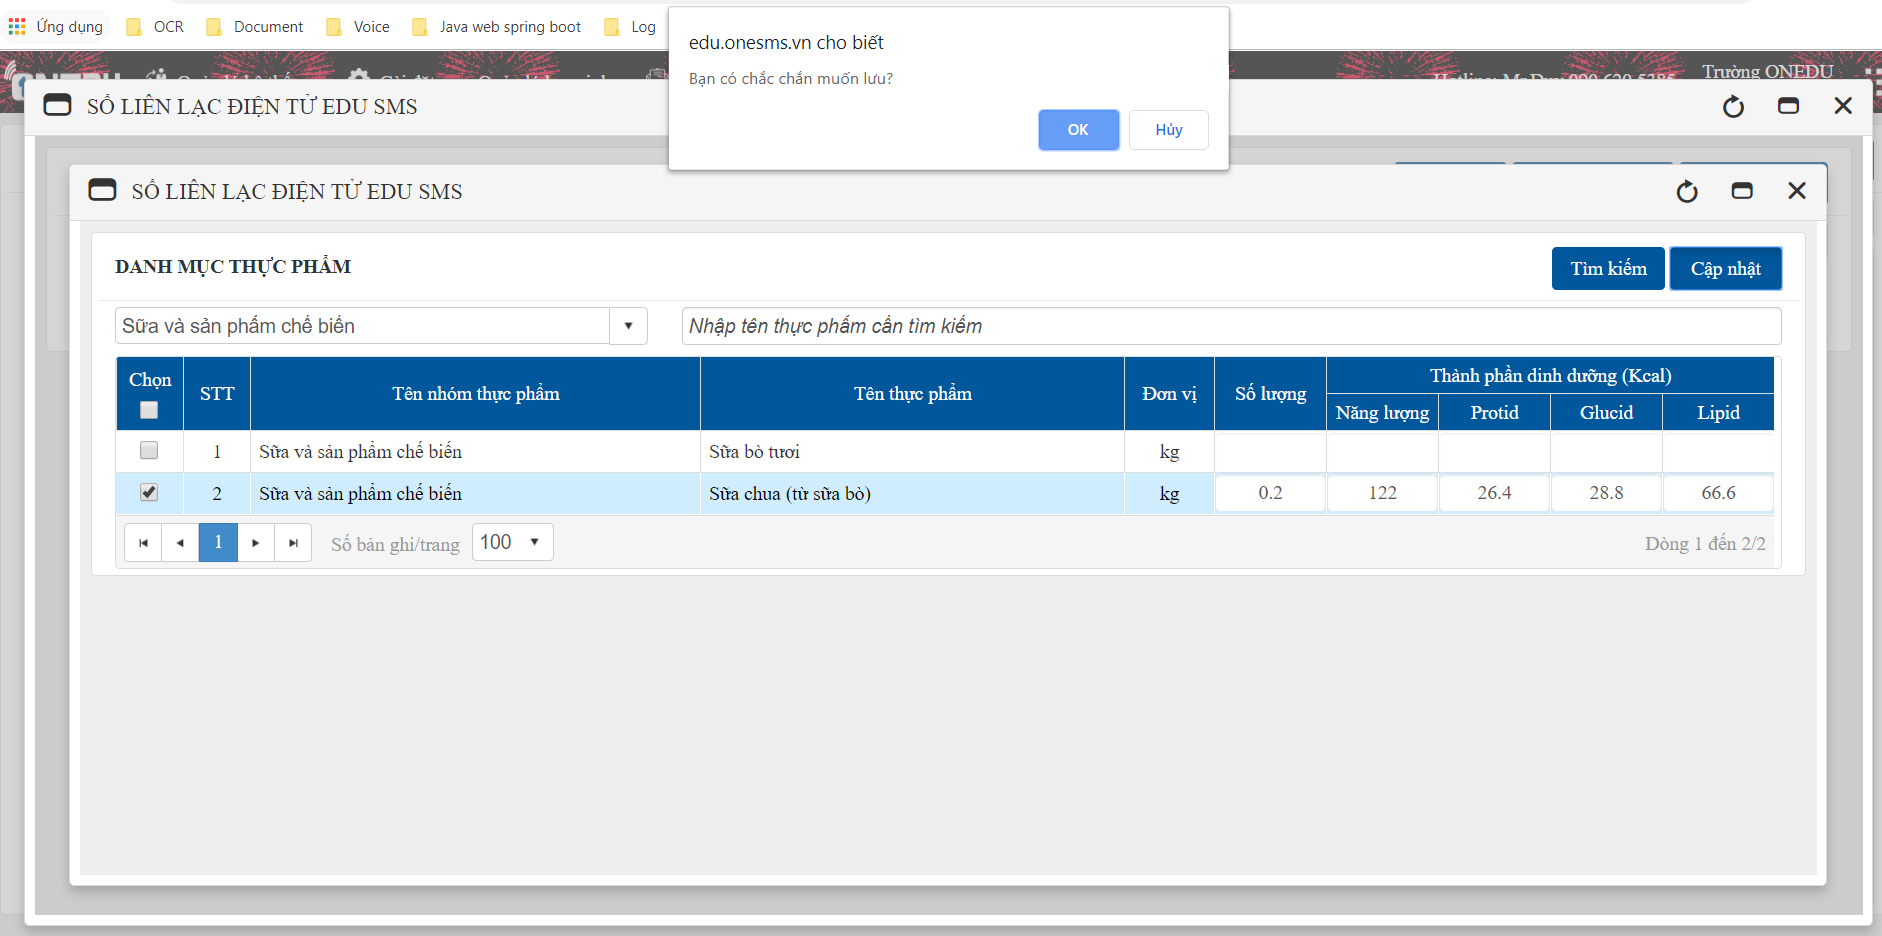 Ứng dụng OCR Document Voice Java web spring boot Log
edu.onesms.vn cho biết
Bạn có chắc chắn muốn lưu?
OK Hủy
Trường ONEDU
SỔ LIÊN LẠC ĐIỆN TỬ EDU SMS
SỔ LIÊN LẠC ĐIỆN TỬ EDU SMS
DANH MỤC THỰC PHẨM
Tìm kiếm Cập nhật
Sữa và sản phẩm chế biến Nhập tên thực phẩm cần tìm kiếm
Chọn STT Tên nhóm thực phẩm Tên thực phẩm Đơn vị Số lượng Thành phần dinh dưỡng (Kcal)
Năng lượng Protid Glucid Lipid
1 Sữa và sản phẩm chế biến Sữa bò tươi kg
2 Sữa và sản phẩm chế biến Sữa chua (từ sữa bò) kg 0.2 122 26.4 28.8 66.6
1 Số bản ghi/trang 100 Dòng 1 đến 2/2